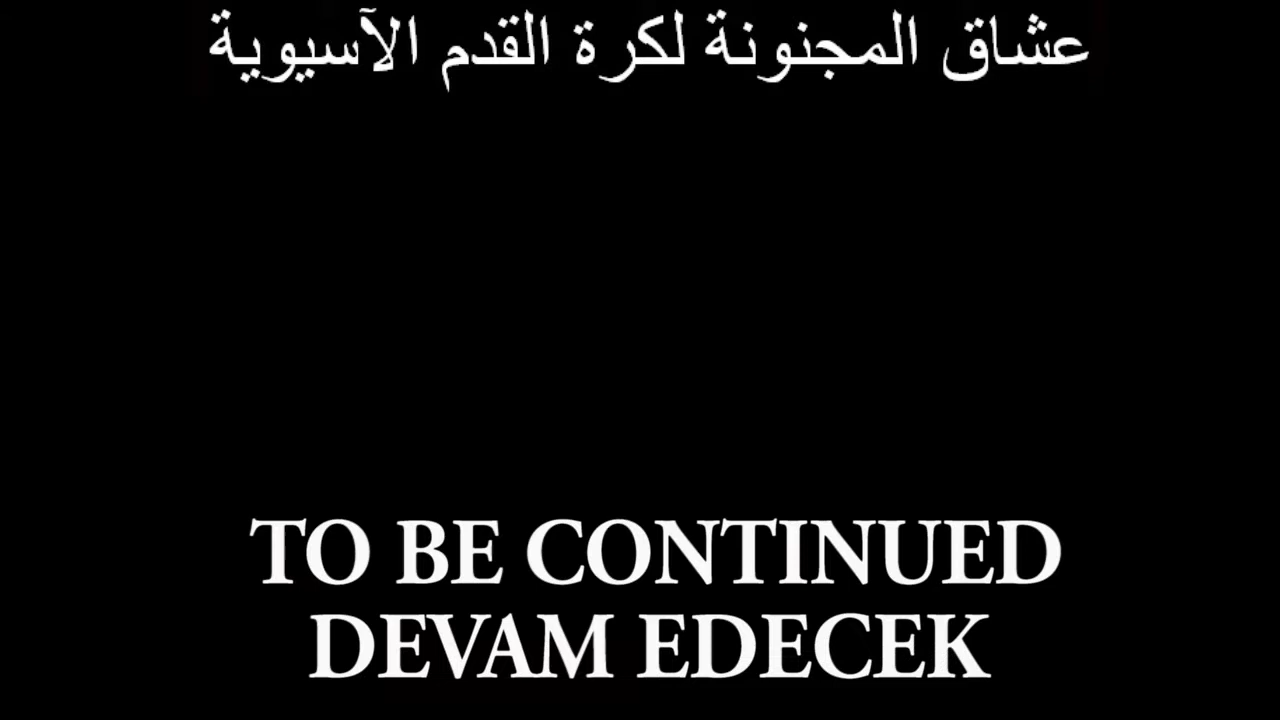 عشاق المجنونة لكرة القدم الآسيوية
TO BE CONTINUED
DEVAM EDECEK